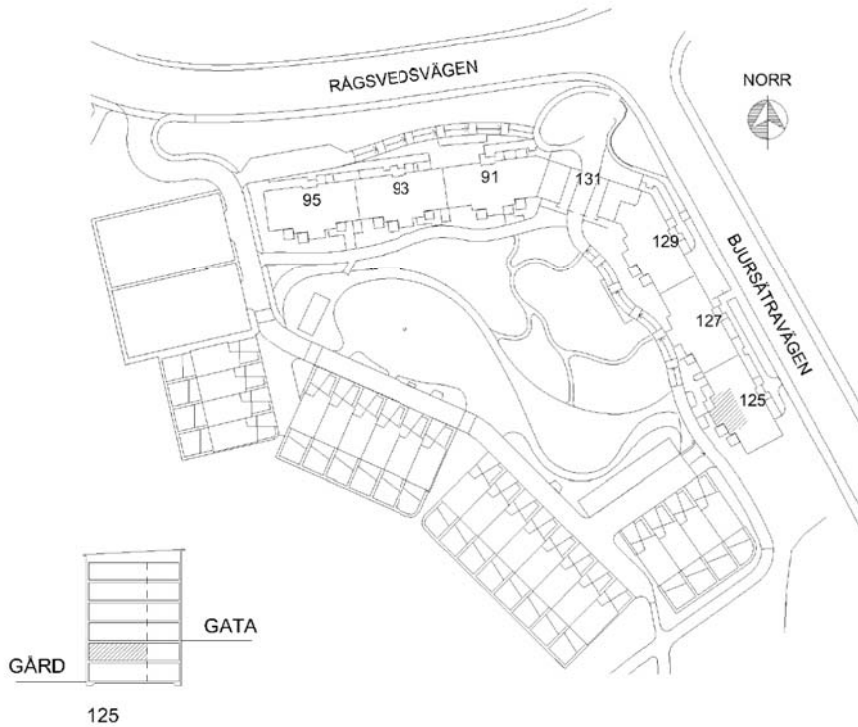 RÅGSVEDSVÄGEN
NORR
95
93
91
131
129
BJURSÄTRAVÄGEN
127
125
GATA
GÅRD
125